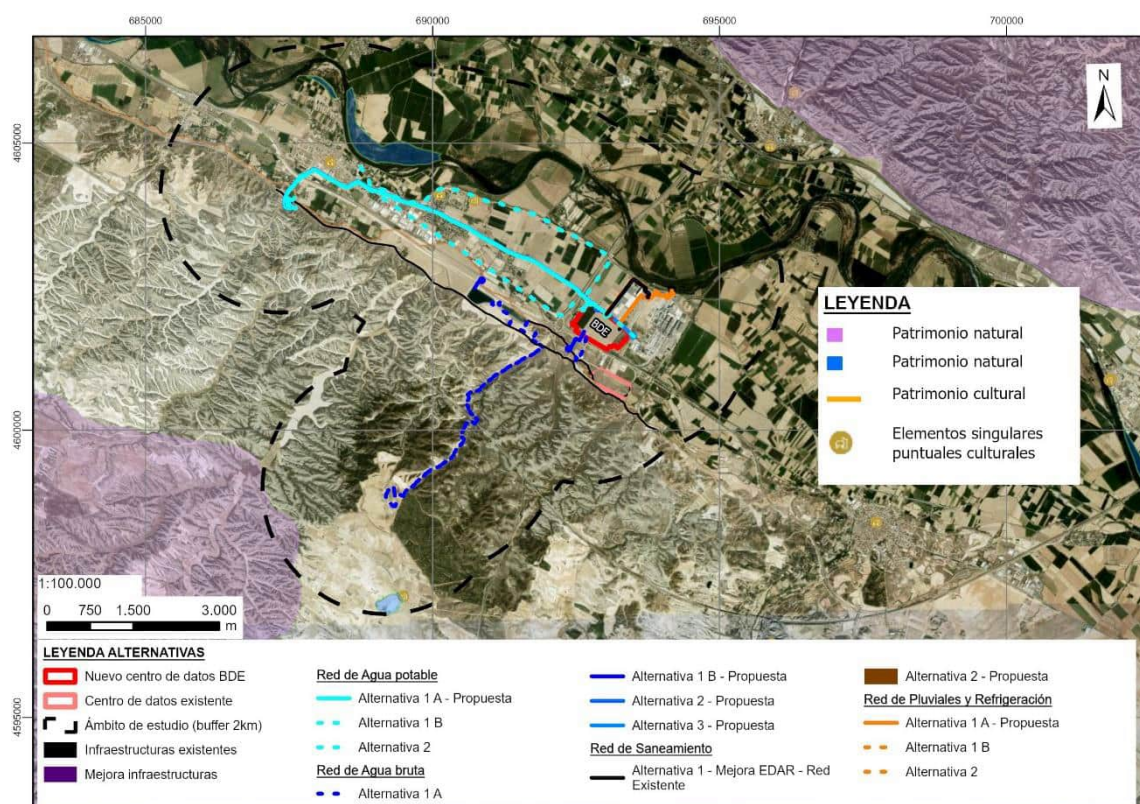 685000
690000
695000
700000
N
4605000
4600000
4595000
BDE
LEYENDA
Patrimonio natural
Patrimonio natural
Patrimonio cultural
Elementos singulares
puntuales culturales
1:100.000
0 750 1.500 3.000
m
LEYENDA ALTERNATIVAS
Nuevo centro de datos BDE
Centro de datos existente
Ámbito de estudio (buffer 2km)
Infraestructuras existentes
Mejora infraestructuras
Red de Agua potable
Alternativa 1 A - Propuesta
Alternativa 1 B
Alternativa 2
Red de Agua bruta
Alternativa 1 A
Alternativa 1 B - Propuesta
Alternativa 2 - Propuesta
Alternativa 3 - Propuesta
Red de Saneamiento
Alternativa 1 - Mejora EDAR - Red
Existente
Alternativa 2 - Propuesta
Red de Pluviales y Refrigeración
Alternativa 1 A - Propuesta
Alternativa 1 B
Alternativa 2